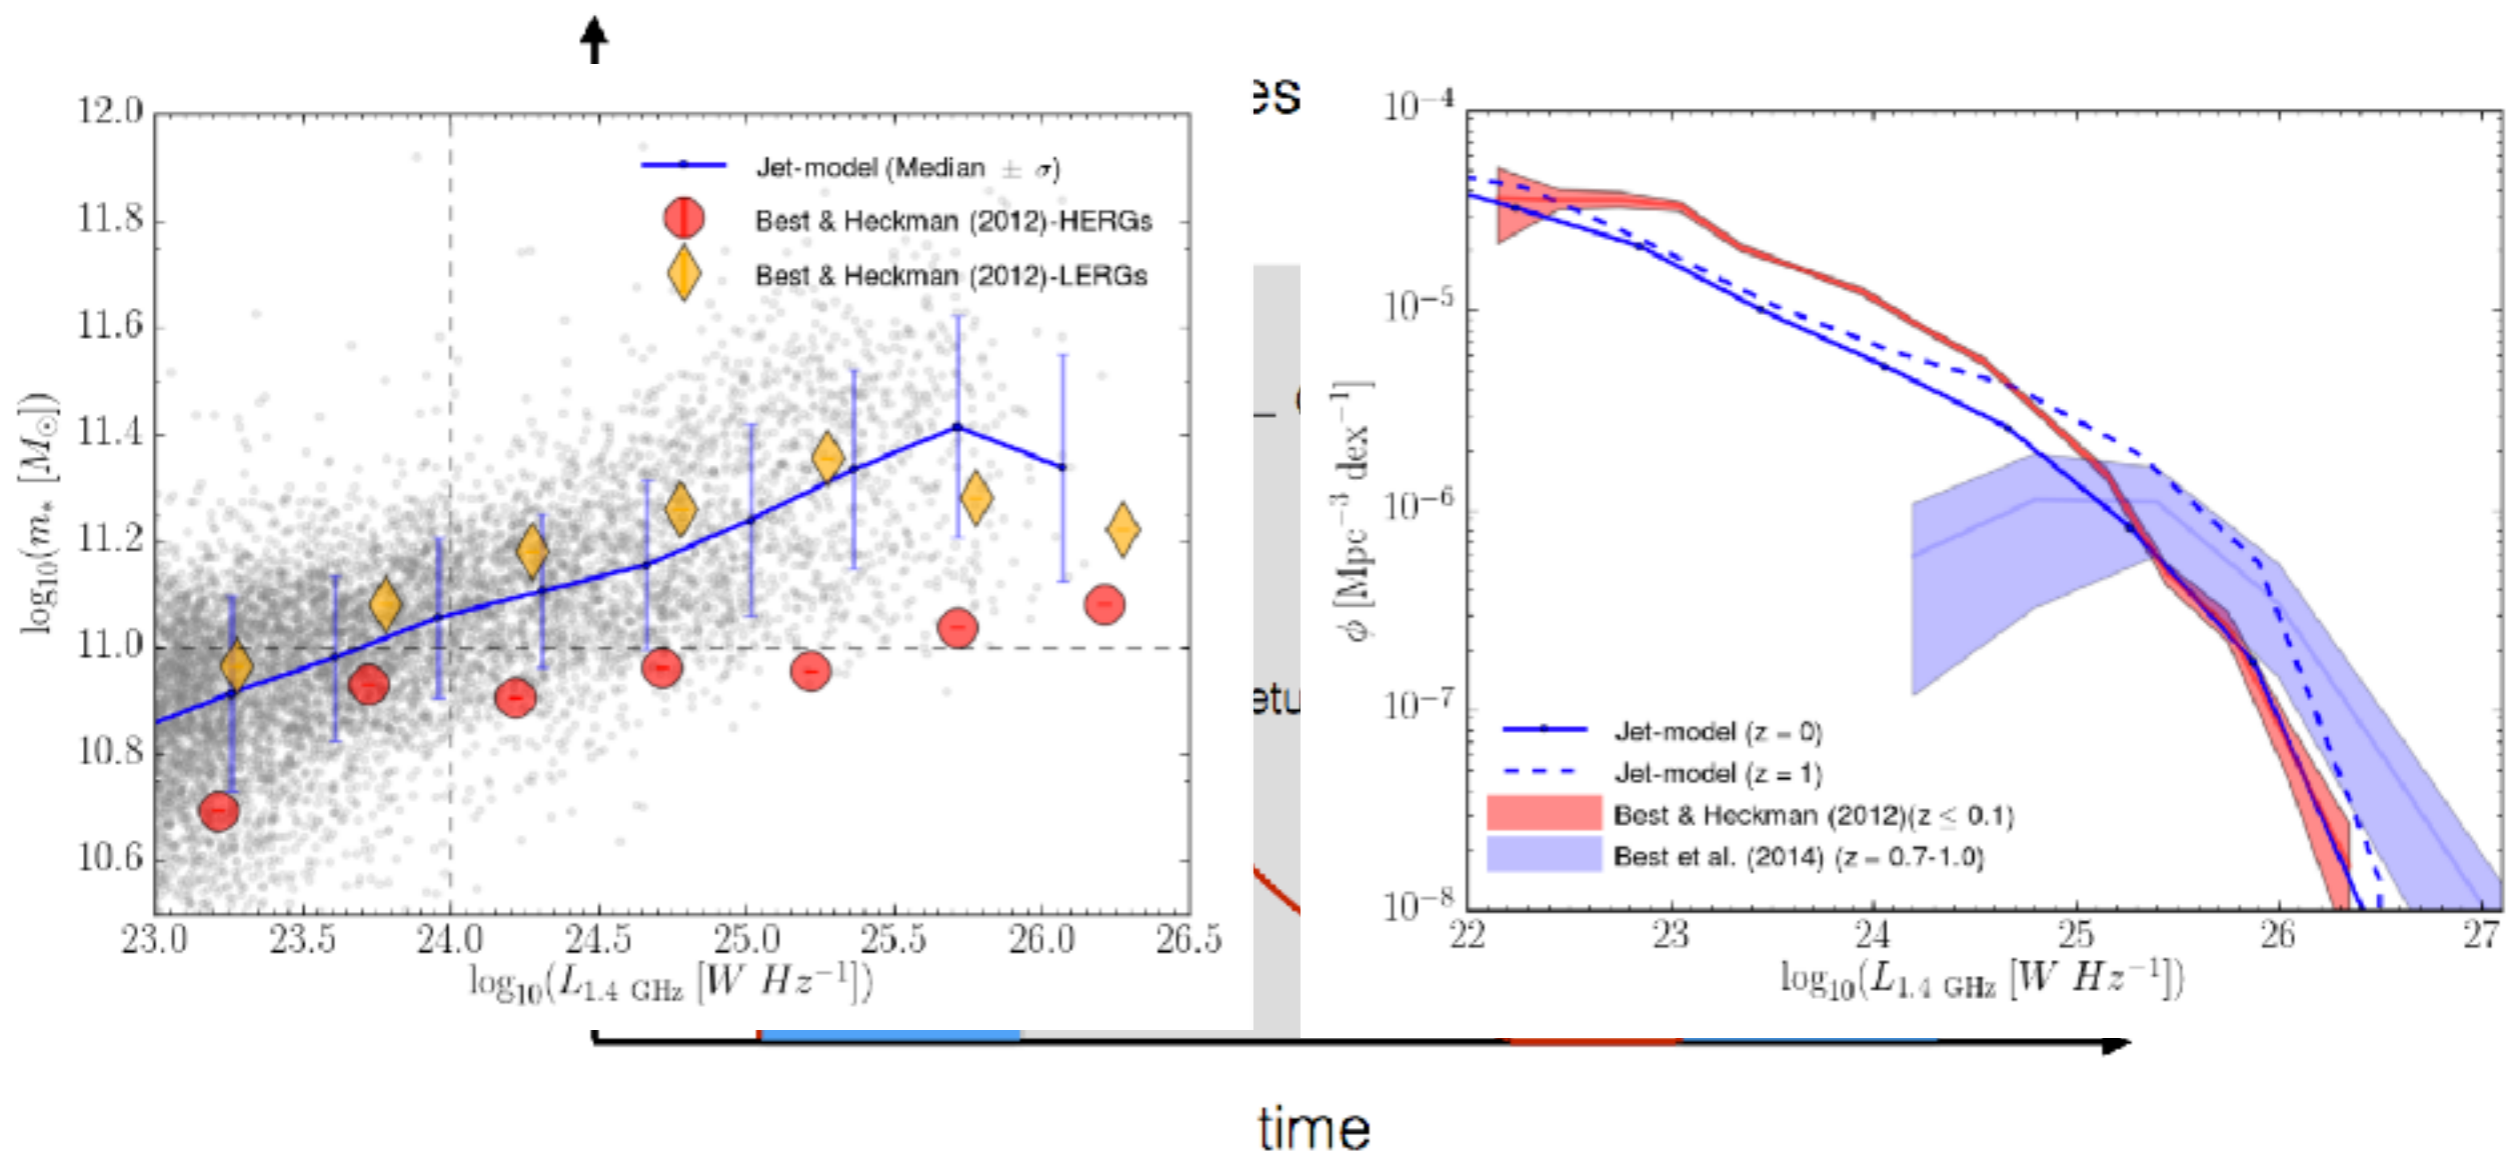 12.0
11.8
11.6
11.4
11.2
11.0
10.8
10.6
log₁₀(m* [M⊙])
Jet-model (Median ± σ)
Best & Heckman (2012)-HERGs
Best & Heckman (2012)-LERGs
23.0 23.5 24.0 24.5 25.0 25.5 26.0 26.5
log₁₀(L₁.₄ GHz [W Hz⁻¹])
es
etu
10⁻⁴
10⁻⁵
10⁻⁶
10⁻⁷
10⁻⁸
ϕ [Mpc⁻³ dex⁻¹]
Jet-model (z = 0)
Jet-model (z = 1)
Best & Heckman (2012)(z ≤ 0.1)
Best et al. (2014) (z = 0.7-1.0)
22 23 24 25 26 27
log₁₀(L₁.₄ GHz [W Hz⁻¹])
time